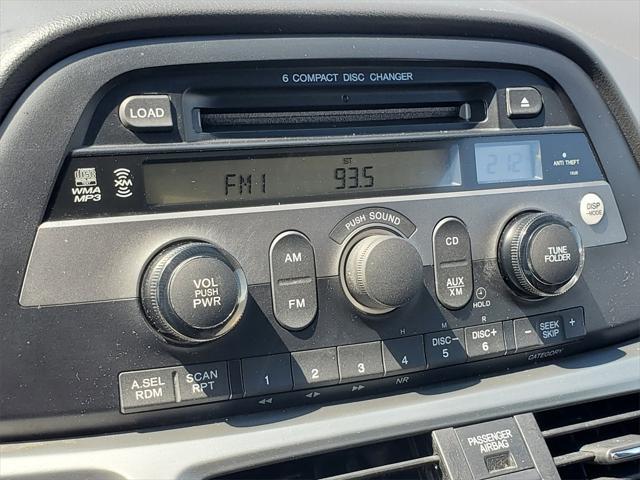 6 COMPACT DISC CHANGER
LOAD
ST
FM1 93.5
2:12
ANTI THEFT
WMA
MP3
XM
DISP
-MODE
PUSH SOUND
VOL
PUSH
PWR
AM
FM
CD
AUX
XM
HOLD
TUNE
FOLDER
H M R
A.SEL
RDM
SCAN
RPT
1 2 3 4
DISC-
5
DISC+
6
- SEEK
SKIP +
NR
CATEGORY
PASSENGER
AIRBAG